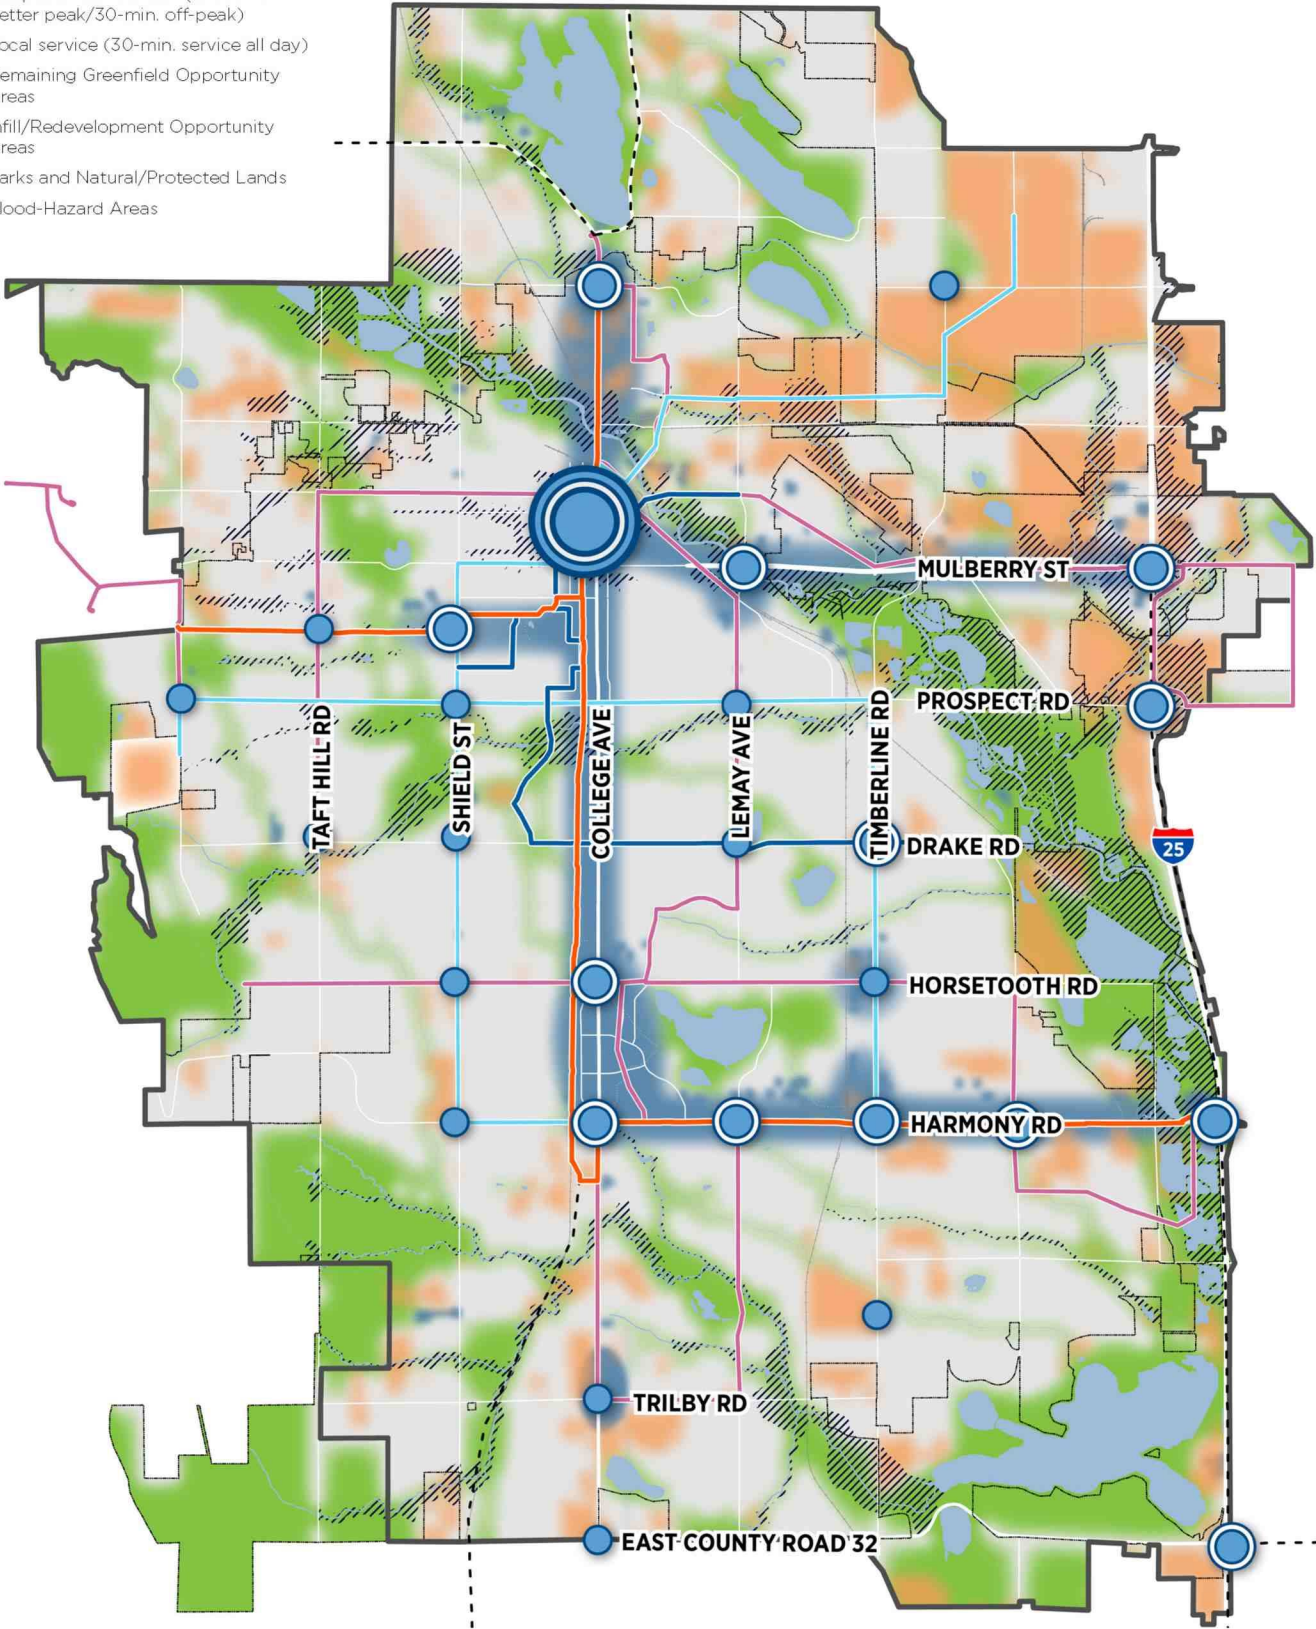 etter peak/30-min. off-peak)
ocal service (30-min. service all day)
emaining Greenfield Opportunity
reas
nfill/Redevelopment Opportunity
reas
arks and Natural/Protected Lands
lood-Hazard Areas
MULBERRY ST
PROSPECT RD
TAFT HILL RD
SHIELD ST
COLLEGE AVE
LEMAY AVE
TIMBERLINE RD
DRAKE RD
25
HORSETOOTH RD
HARMONY RD
TRILBY RD
EAST COUNTY ROAD 32